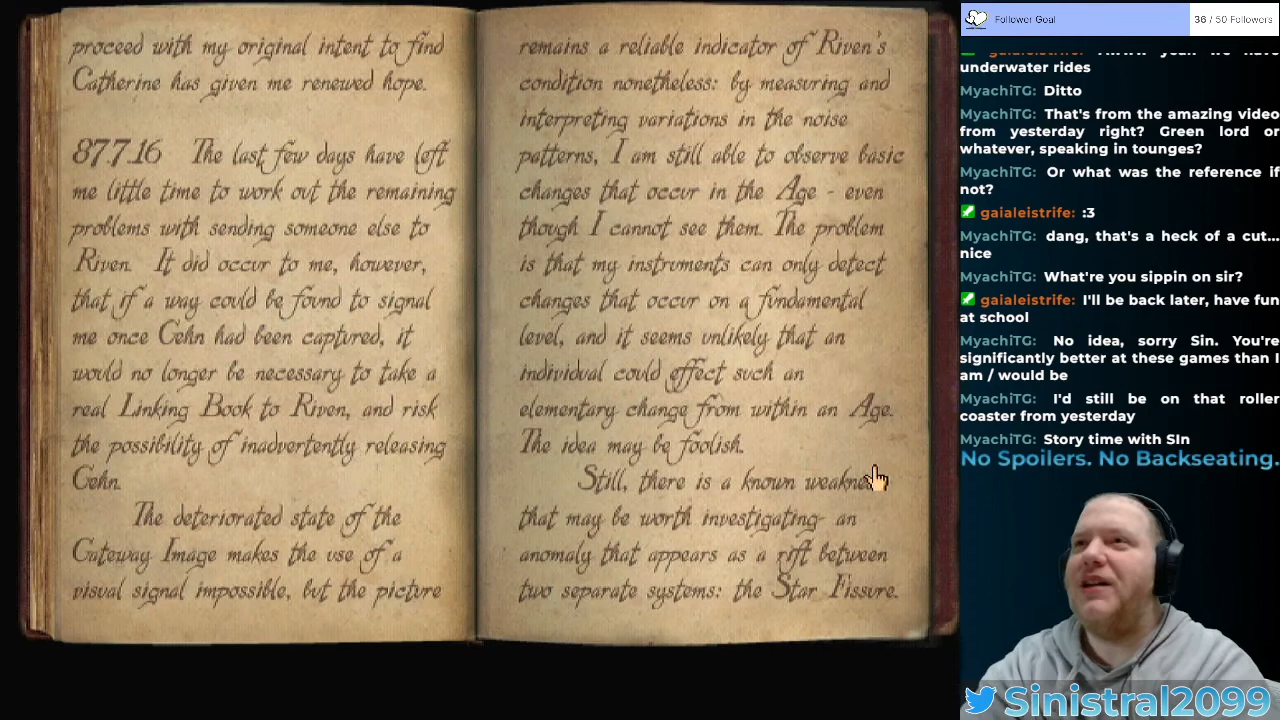 proceed with my original intent to find
Catherine has given me renewed hope.
87.7.16 The last few days have left
me little time to work out the remaining
problems with sending someone else to
Riven. It did occur to me, however,
that if a way could be found to signal
me once Gehn had been captured, it
would no longer be necessary to take a
real Linking Book to Riven, and risk
the possibility of inadvertently releasing
Gehn.
The deteriorated state of the
Gateway Image makes the use of a
visual signal impossible, but the picture
remains a reliable indicator of Riven's
condition nonetheless: by measuring and
interpreting variations in the noise
patterns, I am still able to observe basic
changes that occur in the Age - even
though I cannot see them. The problem
is that my instruments can only detect
changes that occur on a fundamental
level, and it seems unlikely that an
individual could effect such an
elementary change from within an Age.
The idea may be foolish.
Still, there is a known
that may be worth investigating- an
anomaly that appears as a rift between
two separate systems: the Star Fissure.
Follower Goal
36 / 50 Followers
underwater rides
MyachiTG: Ditto
MyachiTG: That's from the amazing video
from yesterday right? Green lord or
whatever, speaking in tounges?
MyachiTG: Or what was the reference if
not?
gaialeistrife: :3
MyachiTG: dang, that's a heck of a cut...
nice
MyachiTG: What're you sippin on sir?
gaialeistrife: I'll be back later, have fun
at school
MyachiTG: No idea, sorry Sin. You're
significantly better at these games than I
am / would be
MyachiTG: I'd still be on that roller
coaster from yesterday
MyachiTG: Story time with SIn
No Spoilers. No Backseating.
Sinistral2099